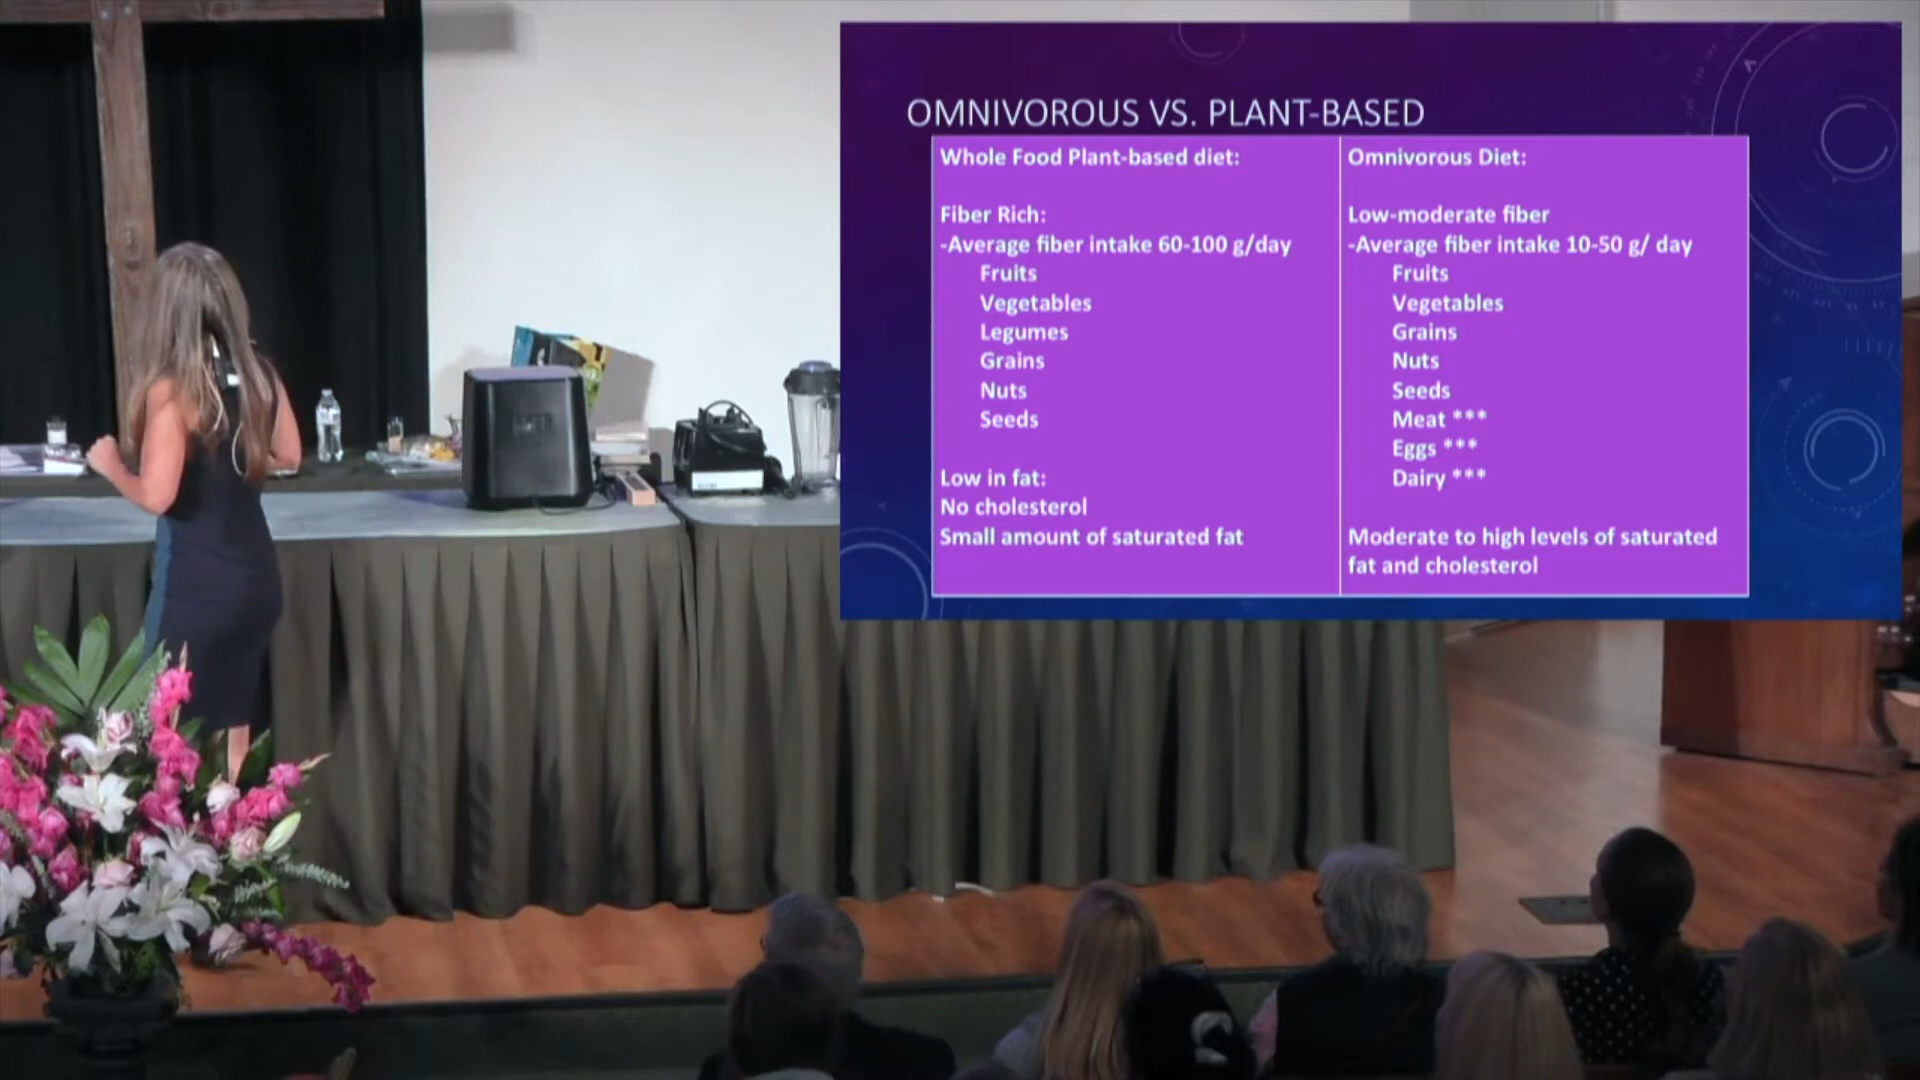 OMNIVOROUS VS. PLANT-BASED
Whole Food Plant-based diet:
Fiber Rich:
-Average fiber intake 60-100 g/day
Fruits
Vegetables
Legumes
Grains
Nuts
Seeds
Low in fat:
No cholesterol
Small amount of saturated fat
Omnivorous Diet:
Low-moderate fiber
-Average fiber intake 10-50 g/ day
Fruits
Vegetables
Grains
Nuts
Seeds
Meat ***
Eggs ***
Dairy ***
Moderate to high levels of saturated
fat and cholesterol